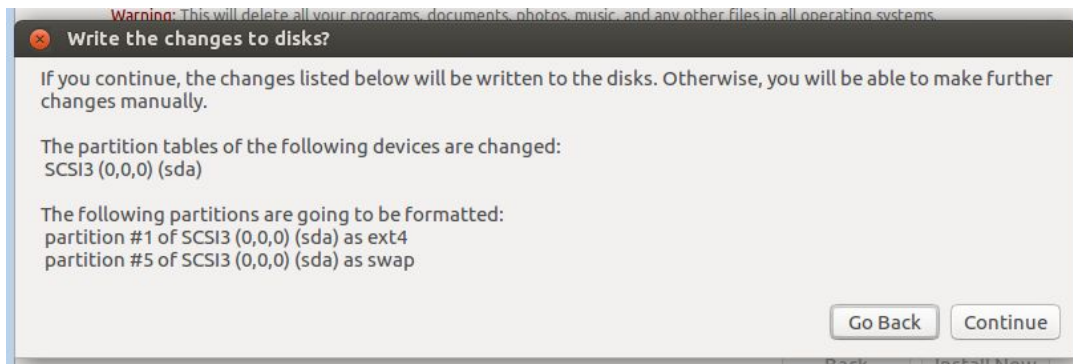 Warning: This will delete all your programs, documents, photos, music, and any other files in all operating systems.
Write the changes to disks?
If you continue, the changes listed below will be written to the disks. Otherwise, you will be able to make further
changes manually.
The partition tables of the following devices are changed:
SCSI3 (0,0,0) (sda)
The following partitions are going to be formatted:
partition #1 of SCSI3 (0,0,0) (sda) as ext4
partition #5 of SCSI3 (0,0,0) (sda) as swap
Go Back Continue
Back Install Now